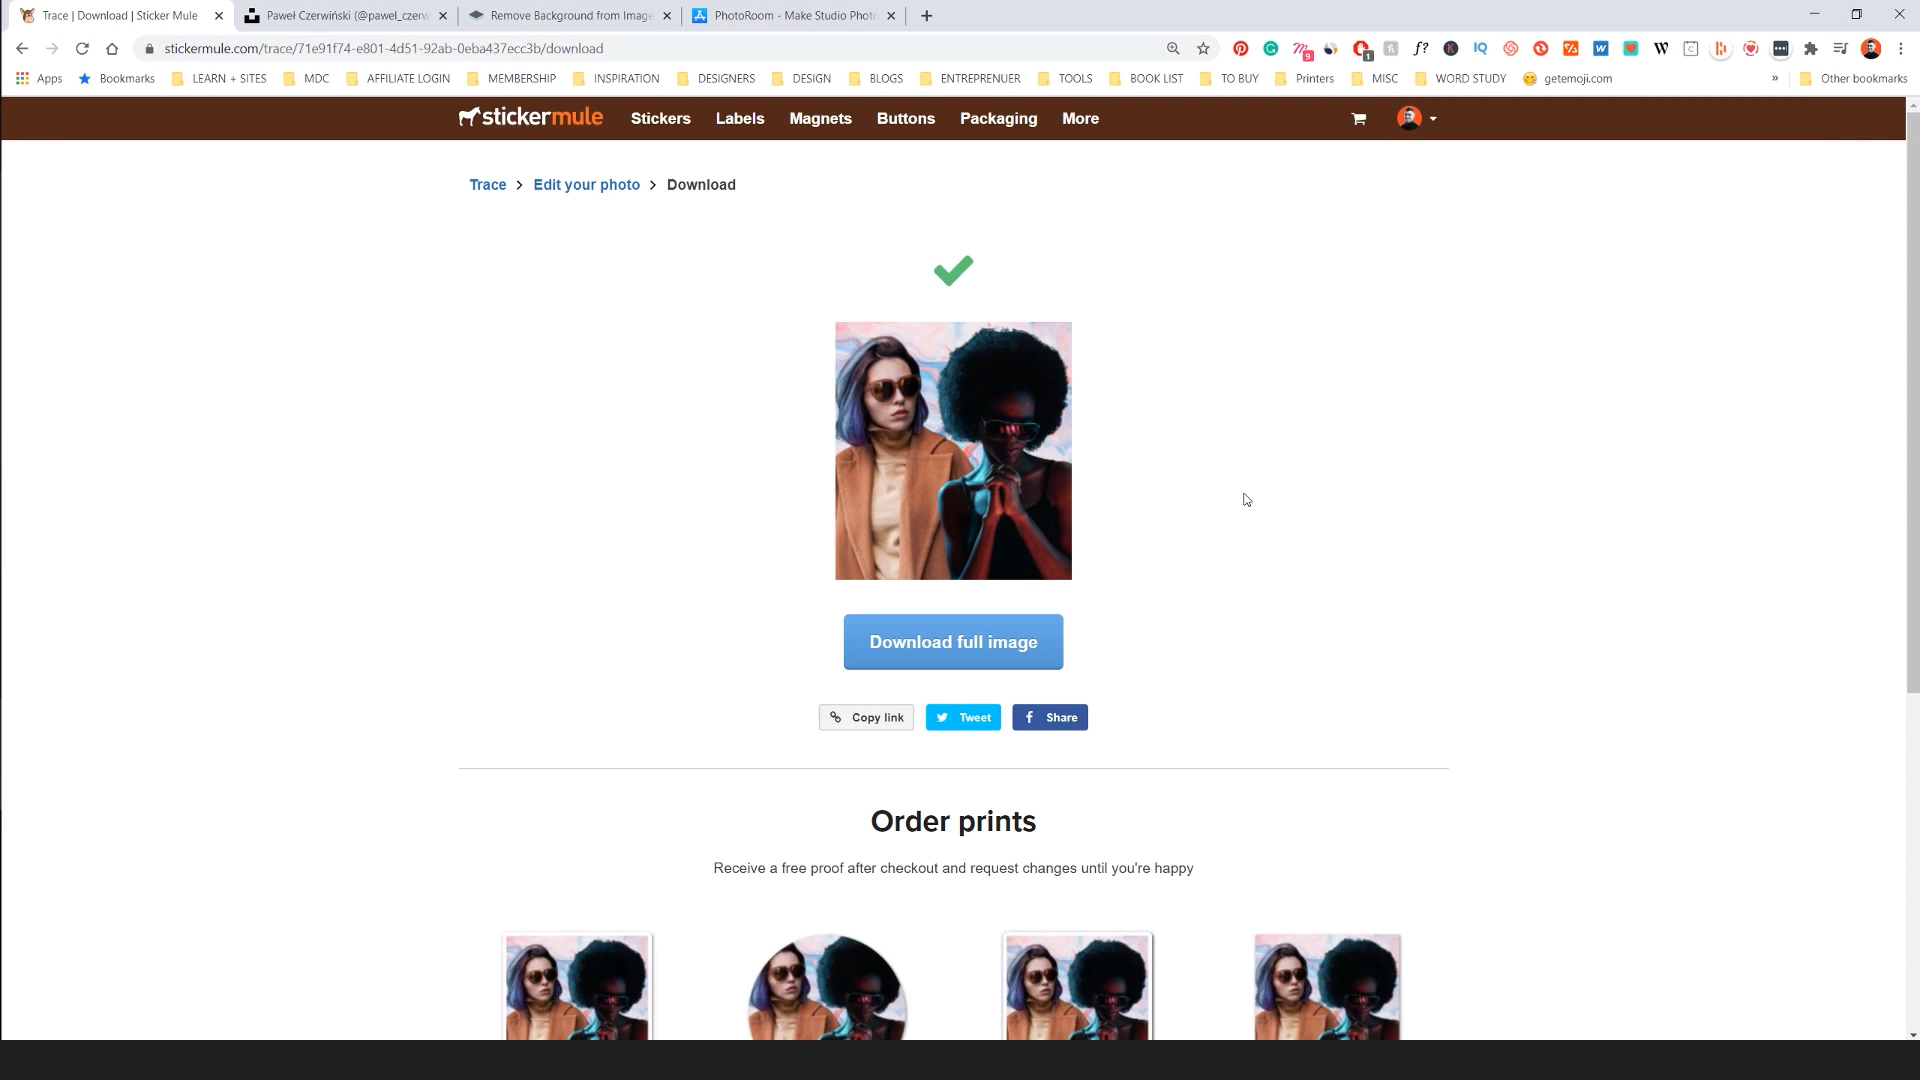 Trace | Download | Sticker Mule
Paweł Czerwiński (@pawel_czerw
Remove Background from Image
PhotoRoom - Make Studio Photo
stickermule.com/trace/71e91f74-e801-4d51-92ab-0eba437ecc3b/download
Apps
Bookmarks
LEARN + SITES
MDC
AFFILIATE LOGIN
MEMBERSHIP
INSPIRATION
DESIGNERS
DESIGN
BLOGS
ENTREPRENUER
TOOLS
BOOK LIST
TO BUY
Printers
MISC
WORD STUDY
getemoji.com
»
Other bookmarks
stickermule
Stickers
Labels
Magnets
Buttons
Packaging
More
Trace > Edit your photo > Download
Download full image
Copy link
Tweet
Share
Order prints
Receive a free proof after checkout and request changes until you're happy